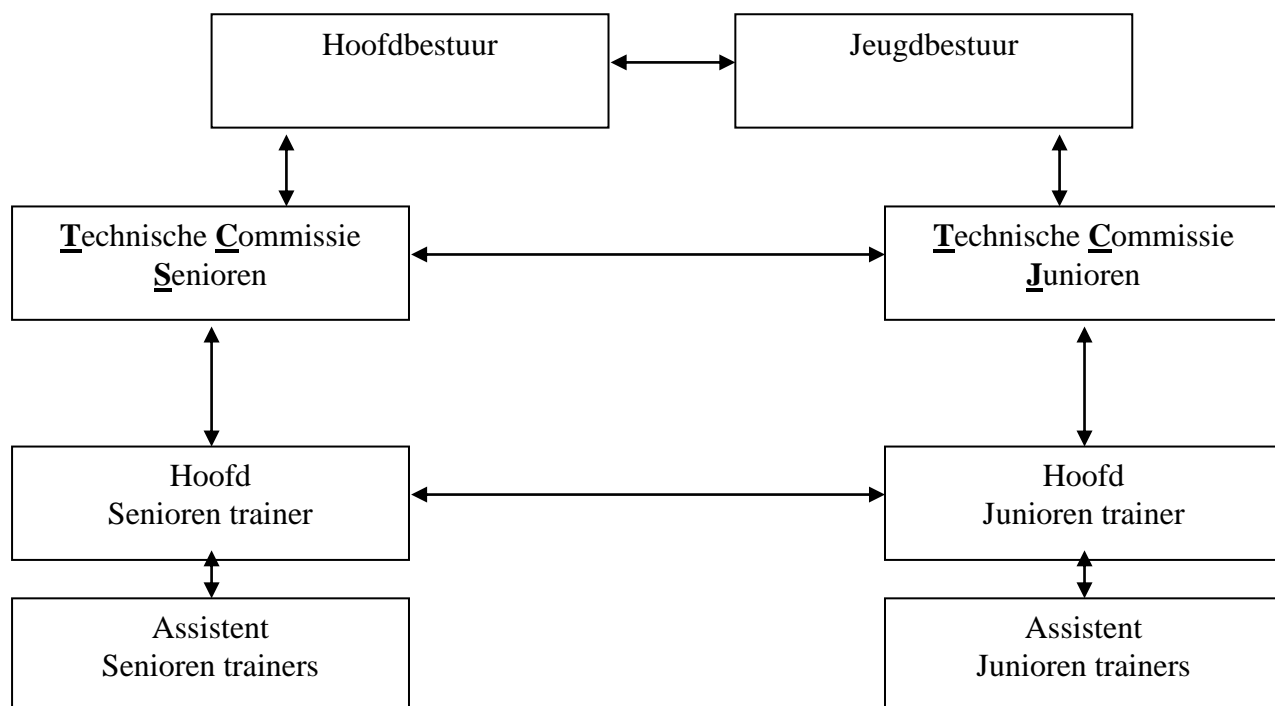 Hoofdbestuur
Jeugdbestuur
Technische Commissie
Senioren
Technische Commissie
Junioren
Hoofd
Senioren trainer
Hoofd
Junioren trainer
Assistent
Senioren trainers
Assistent
Junioren trainers